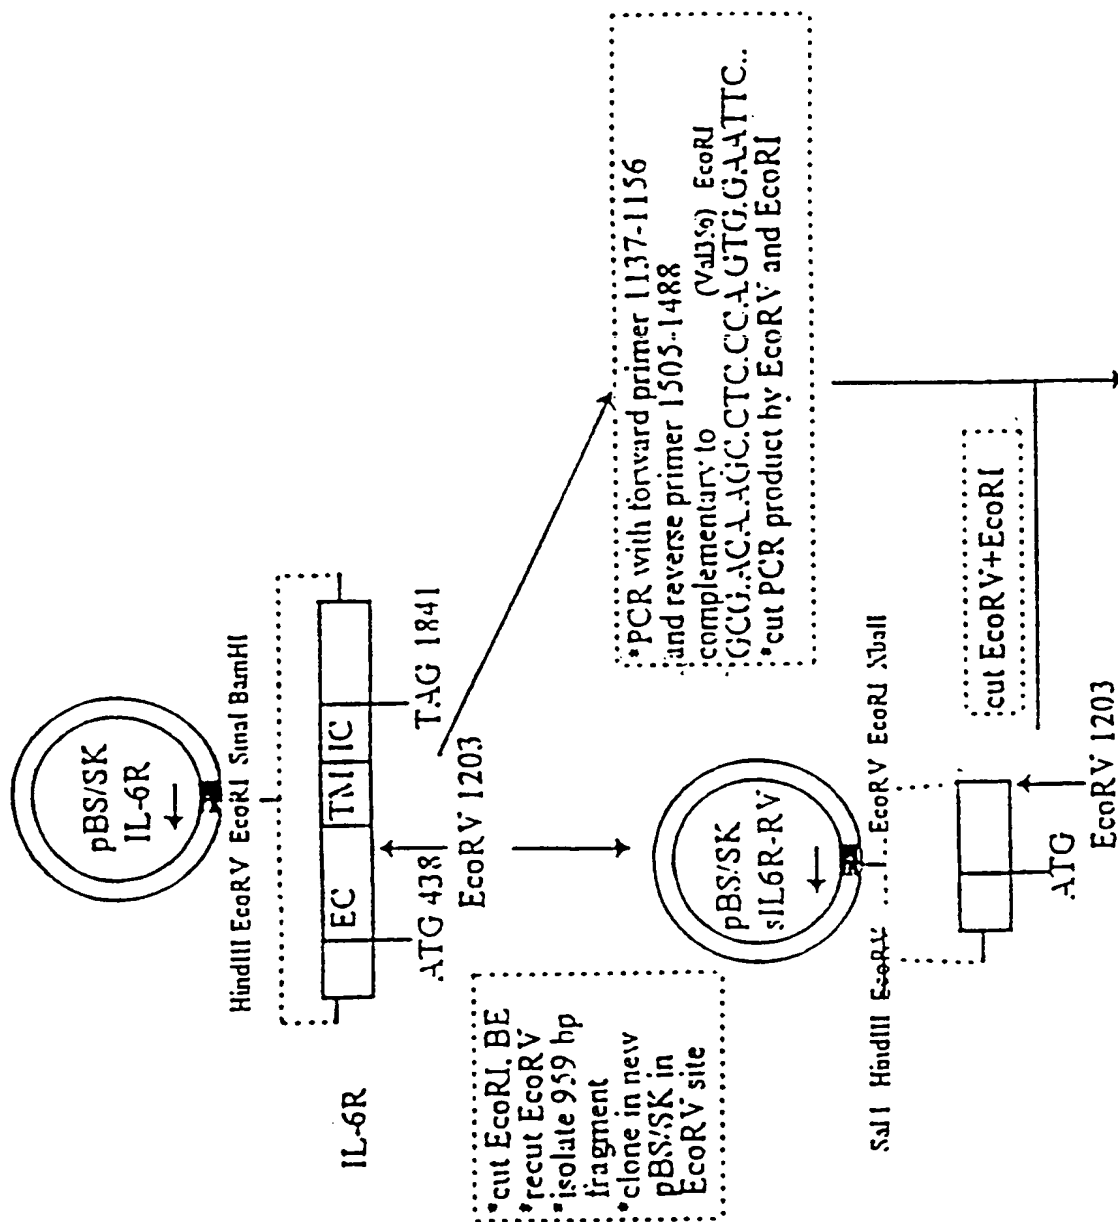 pBS/SK
IL-6R
HindIII EcoRV EcoRI SmaI BamHI
IL-6R
EC
TM
IC
ATG 438
TAG 1841
EcoRV 1203
*cut EcoRI. BE
*recut EcoRV
*isolate 959 bp
fragment
*clone in new
pBS/SK in
EcoRV site
*PCR with forward primer 1137-1156
and reverse primer 1505-1488
complementary to
(Val356) EcoRI
GCG.ACA.AGC.CTC.CCA.GTG.GAATTC..
*cut PCR product by EcoRV and EcoRI
pBS/SK
sIL6R-RV
SalI HindIII EcoRV ....EcoRV EcoRI XbaII
ATG
EcoRV 1203
cut EcoRV+EcoRI